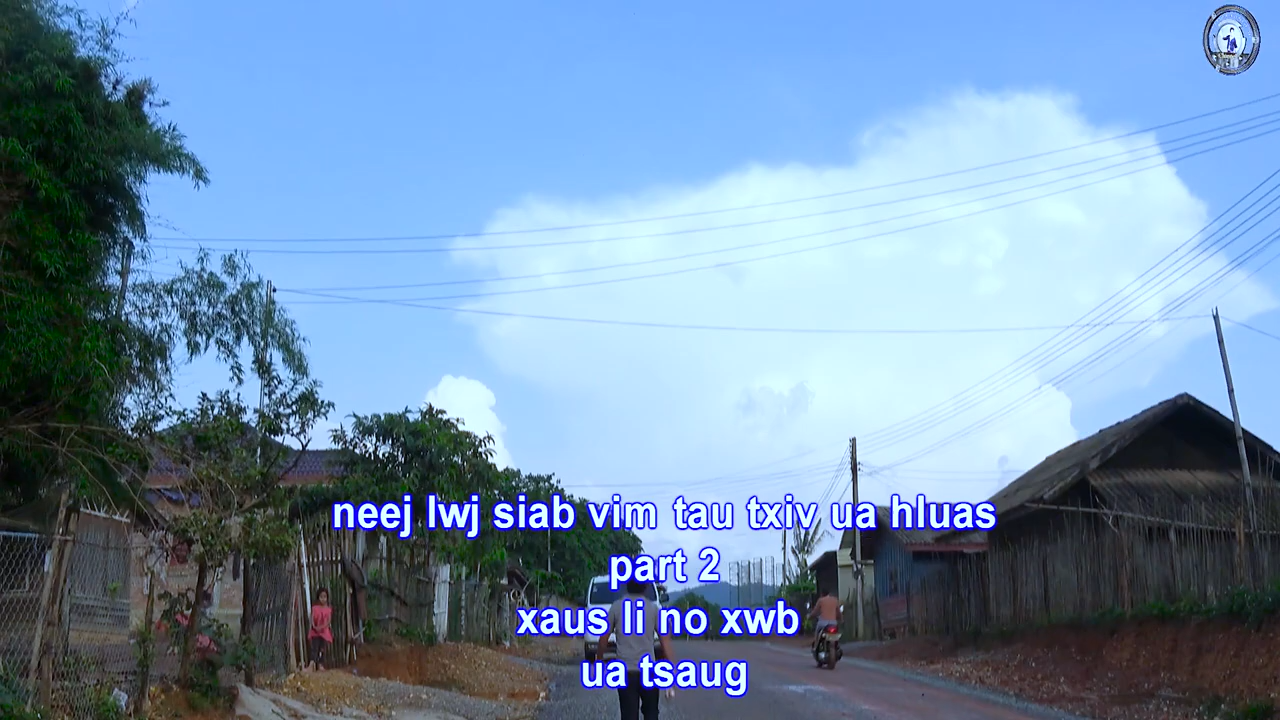 neej lwj siab vim tau txiv ua hluas
part 2
xaus li no xwb
ua tsaug